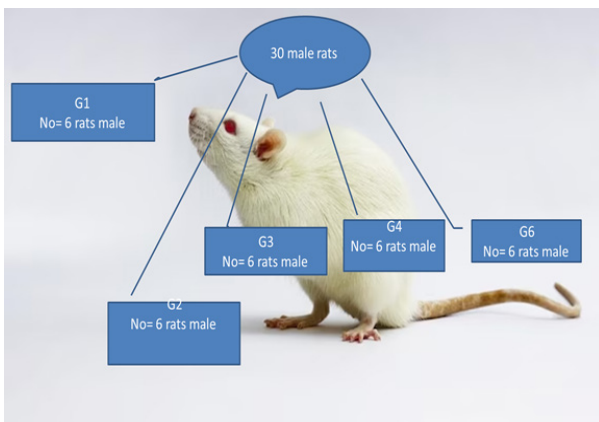 30 male rats
G1
No= 6 rats male
G2
No= 6 rats male
G3
No= 6 rats male
G4
No= 6 rats male
G6
No= 6 rats male